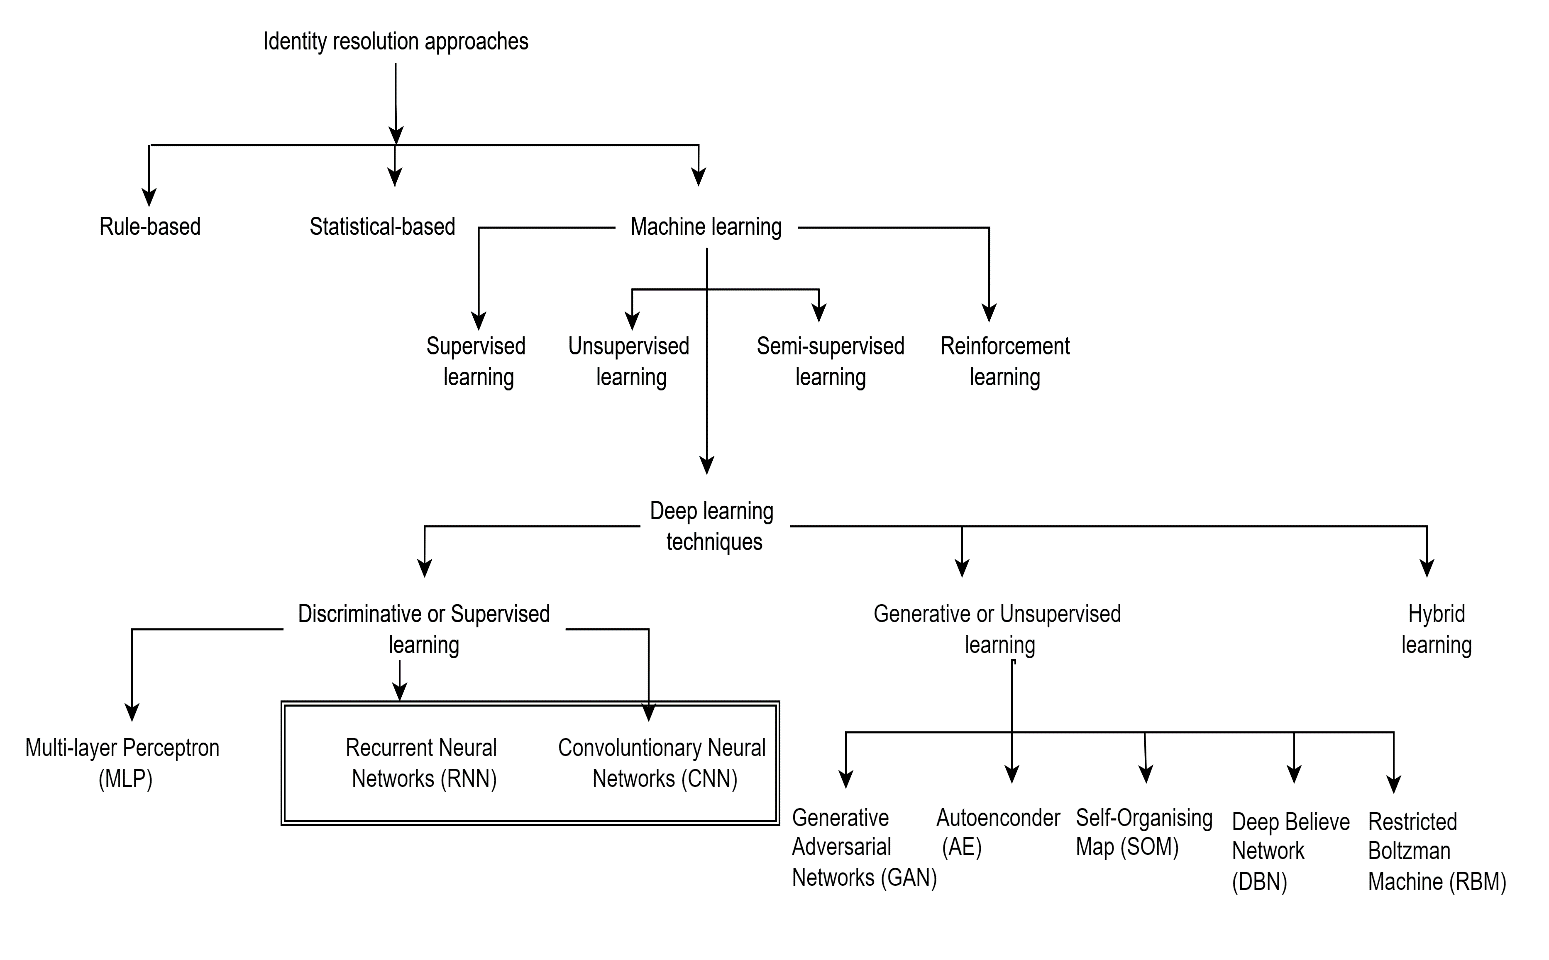 Identity resolution approaches
Rule-based
Statistical-based
Machine learning
Supervised
learning
Unsupervised
learning
Semi-supervised
learning
Reinforcement
learning
Deep learning
techniques
Discriminative or Supervised
learning
Generative or Unsupervised
learning
Hybrid
learning
Multi-layer Perceptron
(MLP)
Recurrent Neural
Networks (RNN)
Convoluntionary Neural
Networks (CNN)
Generative
Adversarial
Networks (GAN)
Autoenconder
(AE)
Self-Organising
Map (SOM)
Deep Believe
Network
(DBN)
Restricted
Boltzman
Machine (RBM)